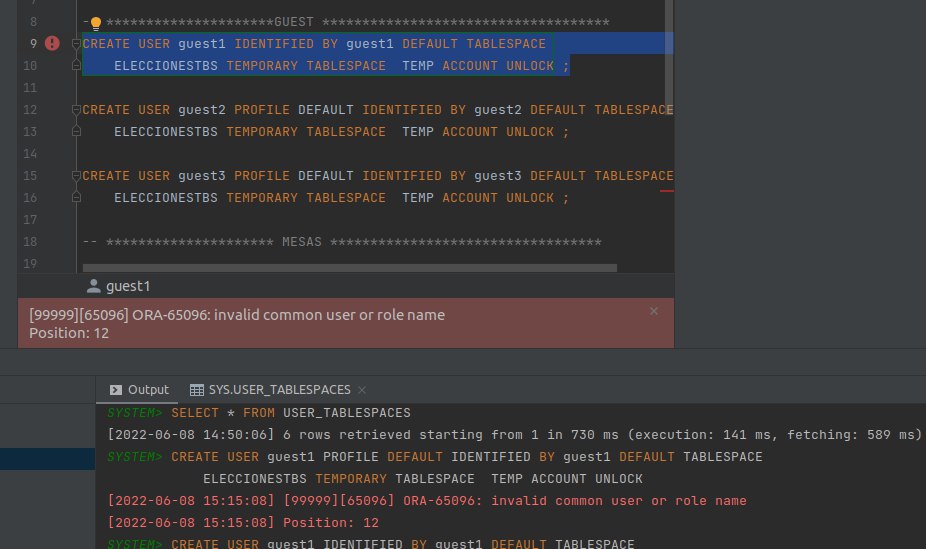 8 - *********************GUEST ************************************
9 CREATE USER guest1 IDENTIFIED BY guest1 DEFAULT TABLESPACE
10 ELECCIONESTBS TEMPORARY TABLESPACE  TEMP ACCOUNT UNLOCK ;
11
12 CREATE USER guest2 PROFILE DEFAULT IDENTIFIED BY guest2 DEFAULT TABLESPACE
13 ELECCIONESTBS TEMPORARY TABLESPACE  TEMP ACCOUNT UNLOCK ;
14
15 CREATE USER guest3 PROFILE DEFAULT IDENTIFIED BY guest3 DEFAULT TABLESPACE
16 ELECCIONESTBS TEMPORARY TABLESPACE  TEMP ACCOUNT UNLOCK ;
17
18 -- ********************* MESAS **********************************
19
guest1
[99999][65096] ORA-65096: invalid common user or role name
Position: 12
Output SYS.USER_TABLESPACES
SYSTEM> SELECT * FROM USER_TABLESPACES
[2022-06-08 14:50:06] 6 rows retrieved starting from 1 in 730 ms (execution: 141 ms, fetching: 589 ms)
SYSTEM> CREATE USER guest1 PROFILE DEFAULT IDENTIFIED BY guest1 DEFAULT TABLESPACE
ELECCIONESTBS TEMPORARY TABLESPACE  TEMP ACCOUNT UNLOCK
[2022-06-08 15:15:08] [99999][65096] ORA-65096: invalid common user or role name
[2022-06-08 15:15:08] Position: 12
SYSTEM> CREATE USER guest1 IDENTIFIED BY guest1 DEFAULT TABLESPACE